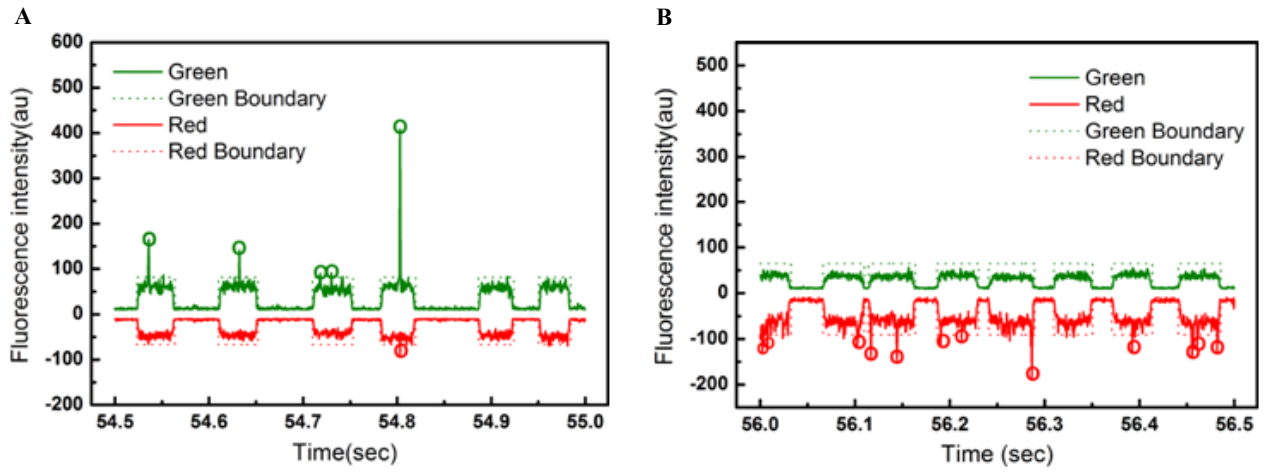 A
Fluorescence intensity(au)
600
500
400
300
200
100
0
-100
-200
Green
Green Boundary
Red
Red Boundary
54.5 54.6 54.7 54.8 54.9 55.0
Time(sec)
B
Fluorescence intensity(au)
500
400
300
200
100
0
-100
-200
Green
Red
Green Boundary
Red Boundary
56.0 56.1 56.2 56.3 56.4 56.5
Time (sec)